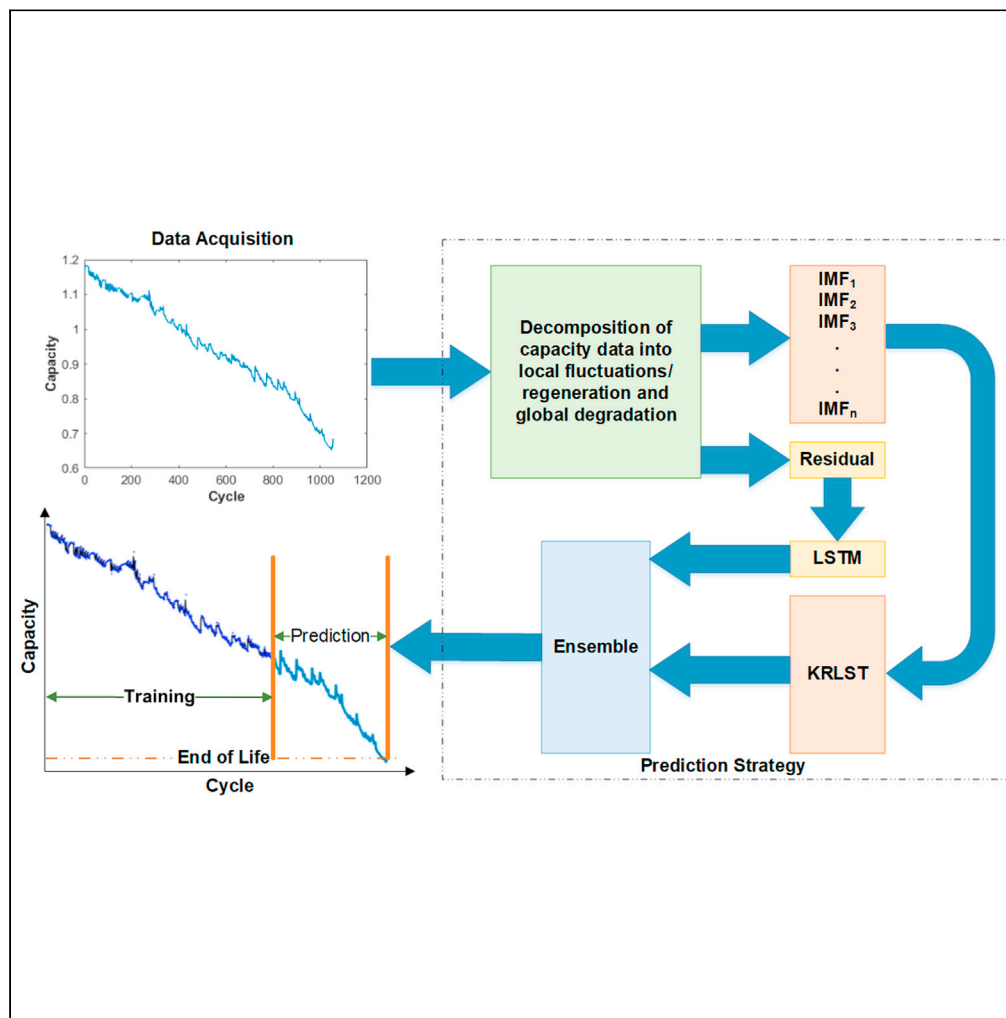 Data Acquisition
1.2
1.1
1
0.9
0.8
0.7
0.6
Capacity
0
200
400
600
800
1000
1200
Cycle
Decomposition of
capacity data into
local fluctuations/
regeneration and
global degradation
IMF₁
IMF₂
IMF₃
.
.
.
IMFₙ
Residual
LSTM
KRLST
Ensemble
Prediction Strategy
Capacity
Prediction
Training
End of Life
Cycle